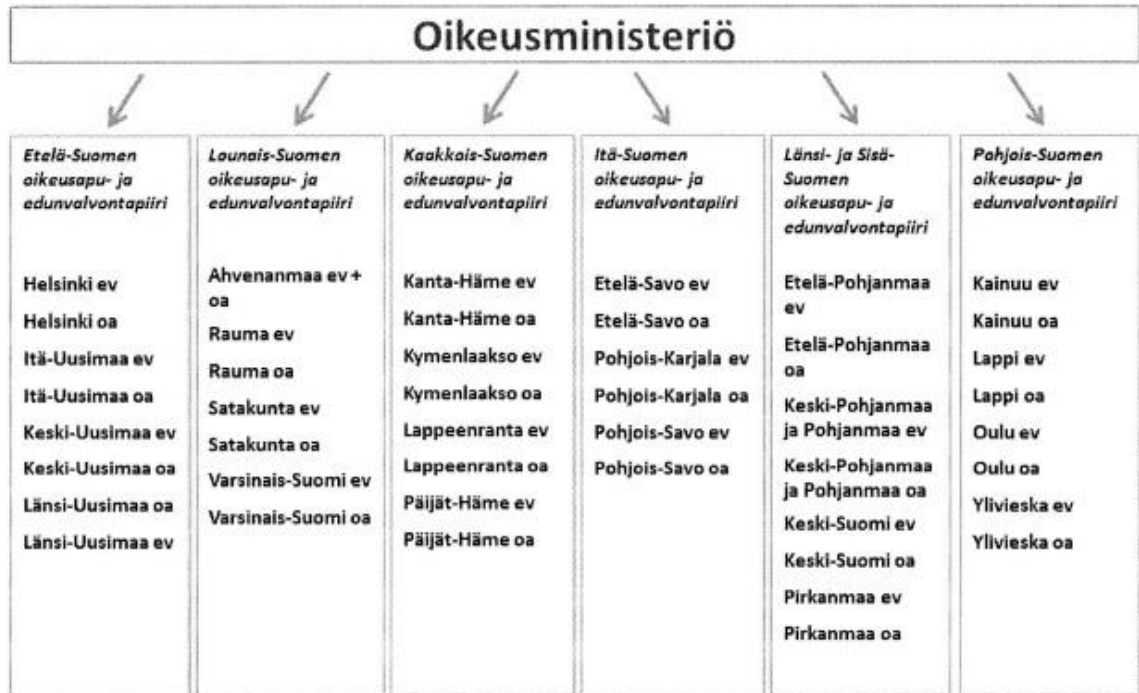 Oikeusministeriö
Etelä-Suomen
oikeusapu- ja
edunvalvontapiiri
Helsinki ev
Helsinki oa
Itä-Uusimaa ev
Itä-Uusimaa oa
Keski-Uusimaa ev
Keski-Uusimaa oa
Länsi-Uusimaa oa
Länsi-Uusimaa ev
Lounais-Suomen
oikeusapu- ja
edunvalvontapiiri
Ahvenanmaa ev +
oa
Rauma ev
Rauma oa
Satakunta ev
Satakunta oa
Varsinais-Suomi ev
Varsinais-Suomi oa
Kaakkois-Suomen
oikeusapu- ja
edunvalvontapiiri
Kanta-Häme ev
Kanta-Häme oa
Kymenlaakso ev
Kymenlaakso oa
Lappeenranta ev
Lappeenranta oa
Päijät-Häme ev
Päijät-Häme oa
Itä-Suomen
oikeusapu- ja
edunvalvontapiiri
Etelä-Savo ev
Etelä-Savo oa
Pohjois-Karjala ev
Pohjois-Karjala oa
Pohjois-Savo ev
Pohjois-Savo oa
Länsi- ja Sisä-
Suomen
oikeusapu- ja
edunvalvontapiiri
Etelä-Pohjanmaa
ev
Etelä-Pohjanmaa
oa
Keski-Pohjanmaa
ja Pohjanmaa ev
Keski-Pohjanmaa
ja Pohjanmaa oa
Keski-Suomi ev
Keski-Suomi oa
Pirkanmaa ev
Pirkanmaa oa
Pohjois-Suomen
oikeusapu- ja
edunvalvontapiiri
Kainuu ev
Kainuu oa
Lappi ev
Lappi oa
Oulu ev
Oulu oa
Ylivieska ev
Ylivieska oa